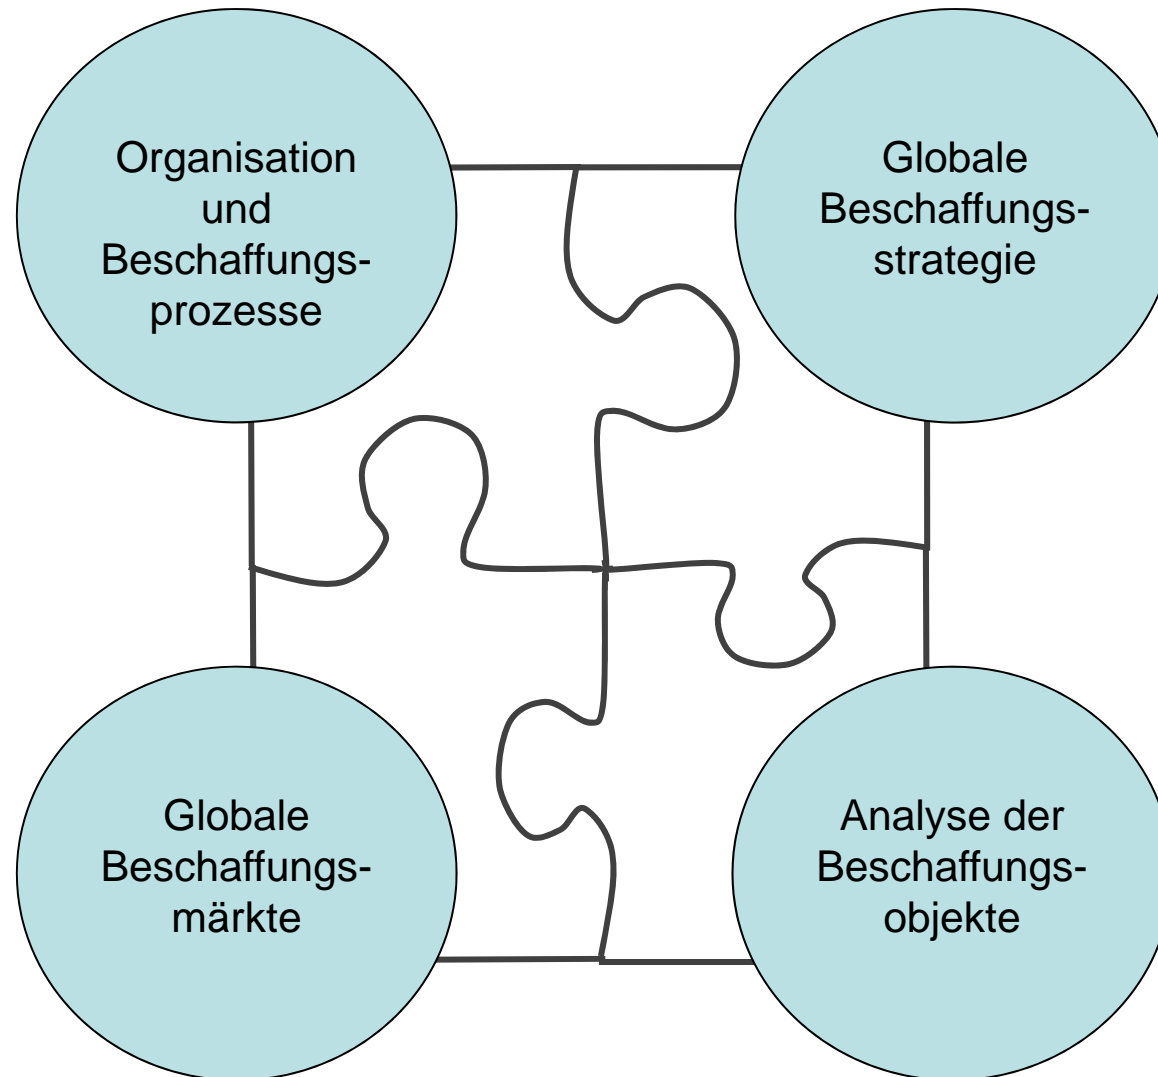 Organisation
und
Beschaffungs-
prozesse
Globale
Beschaffungs-
strategie
Globale
Beschaffungs-
märkte
Analyse der
Beschaffungs-
objekte